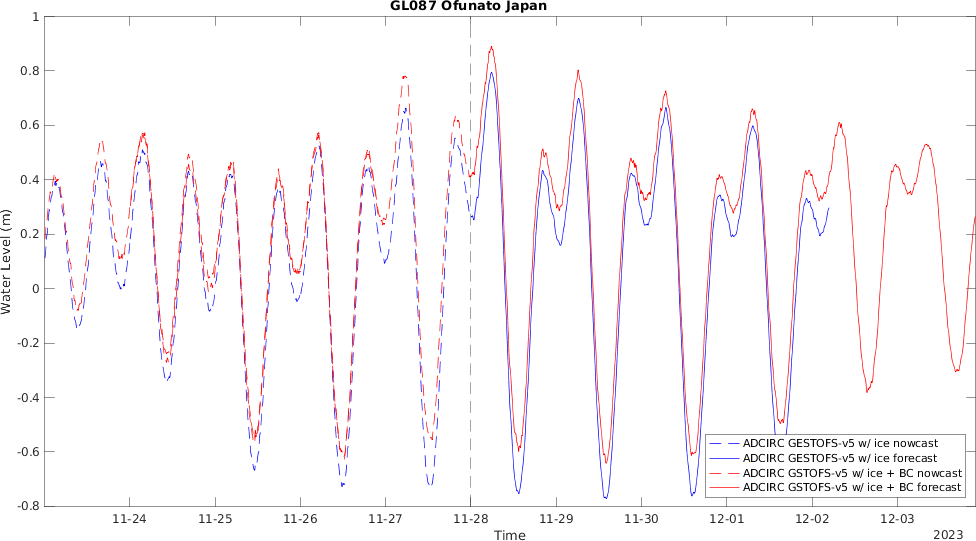 GL087 Ofunato Japan
1
0.8
0.6
0.4
0.2
0
-0.2
-0.4
-0.6
-0.8
Water Level (m)
ADCIRC GESTOFS-v5 w/ ice nowcast
ADCIRC GESTOFS-v5 w/ ice forecast
ADCIRC GSTOFS-v5 w/ ice + BC nowcast
ADCIRC GSTOFS-v5 w/ ice + BC forecast
11-24 11-25 11-26 11-27 11-28 11-29 11-30 12-01 12-02 12-03
Time
2023